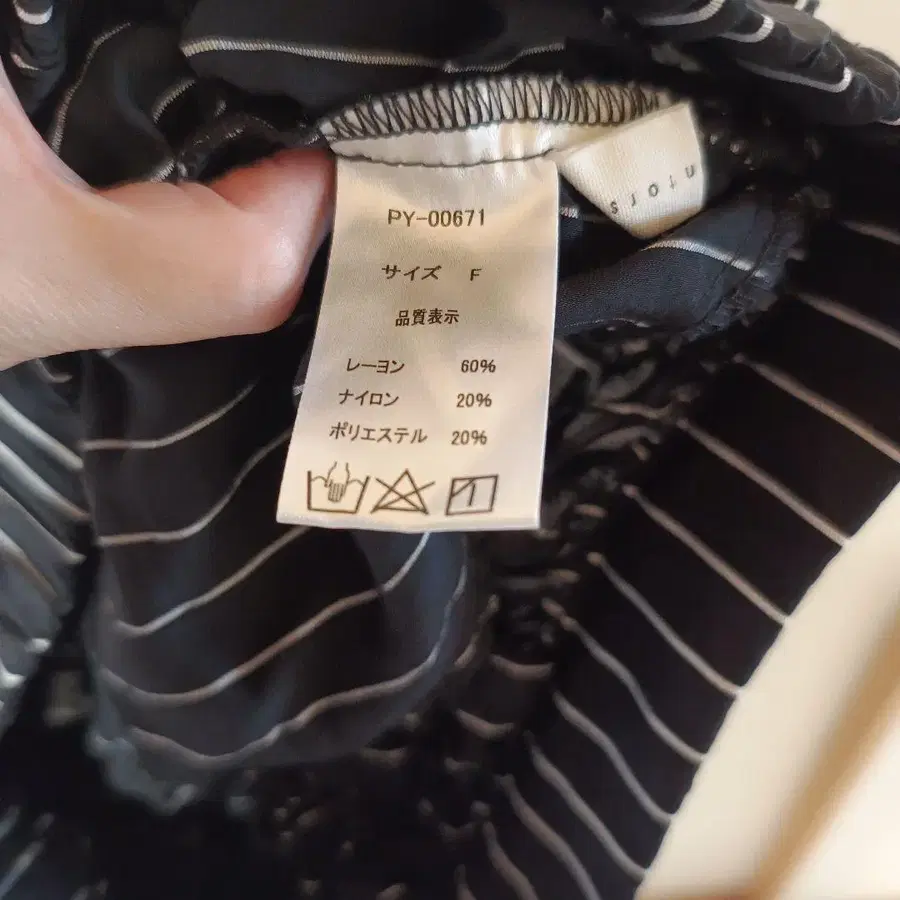 PY-00671
サイズ F
品質表示
レーヨン 60%
ナイロン 20%
ポリエステル 20%